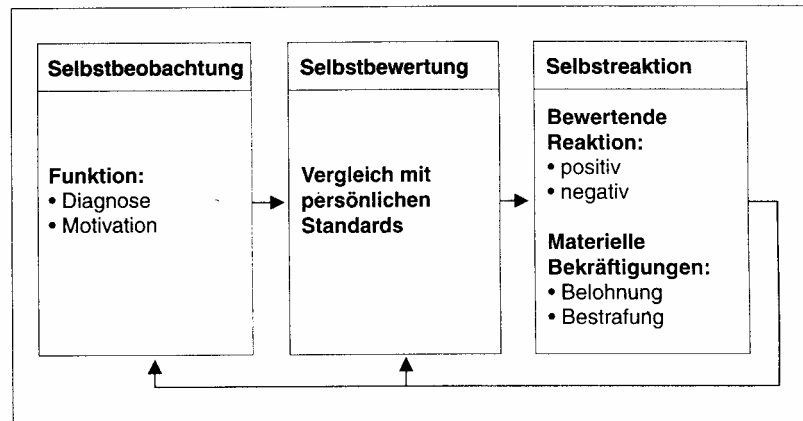 Selbstbeobachtung
Funktion:
• Diagnose
• Motivation
Selbstbewertung
Vergleich mit
persönlichen
Standards
Selbstreaktion
Bewertende
Reaktion:
• positiv
• negativ
Materielle
Bekräftigungen:
• Belohnung
• Bestrafung